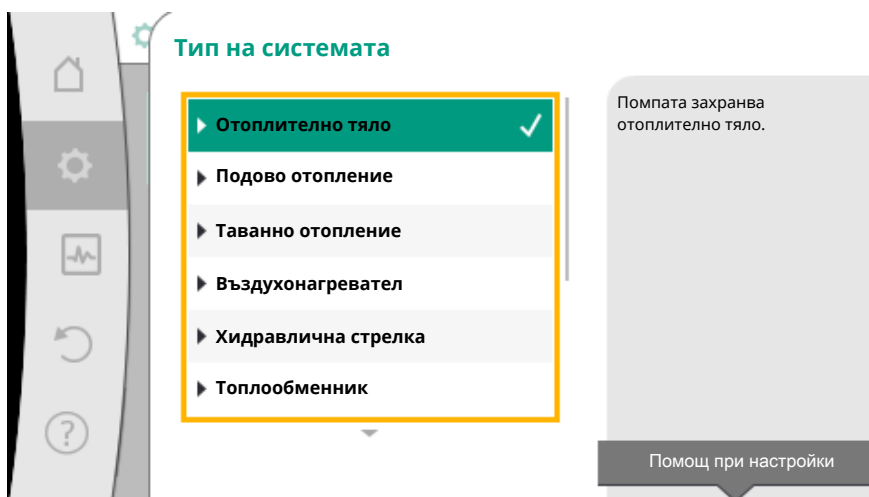 Тип на системата
Отоплително тяло
Подово отопление
Таванно отопление
Въздухонагревател
Хидравлична стрелка
Топлообменник
Помпата захранва
отоплително тяло.
Помощ при настройки